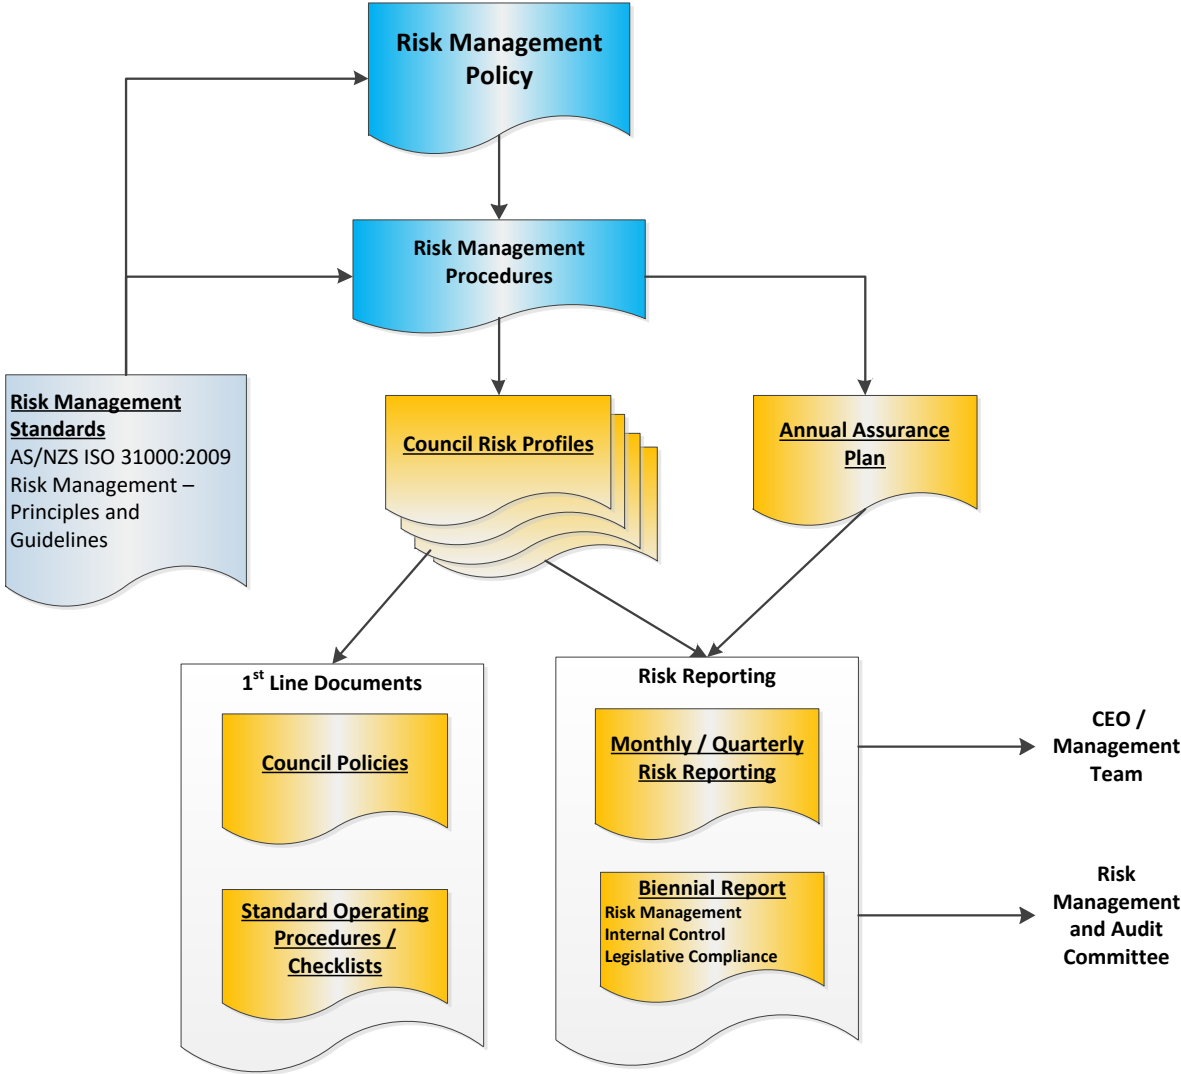 Risk Management
Policy
Risk Management
Procedures
Risk Management
Standards
AS/NZS ISO 31000:2009
Risk Management –
Principles and
Guidelines
Council Risk Profiles
Annual Assurance
Plan
1st Line Documents
Council Policies
Standard Operating
Procedures /
Checklists
Risk Reporting
Monthly / Quarterly
Risk Reporting
Biennial Report
Risk Management
Internal Control
Legislative Compliance
CEO /
Management
Team
Risk
Management
and Audit
Committee